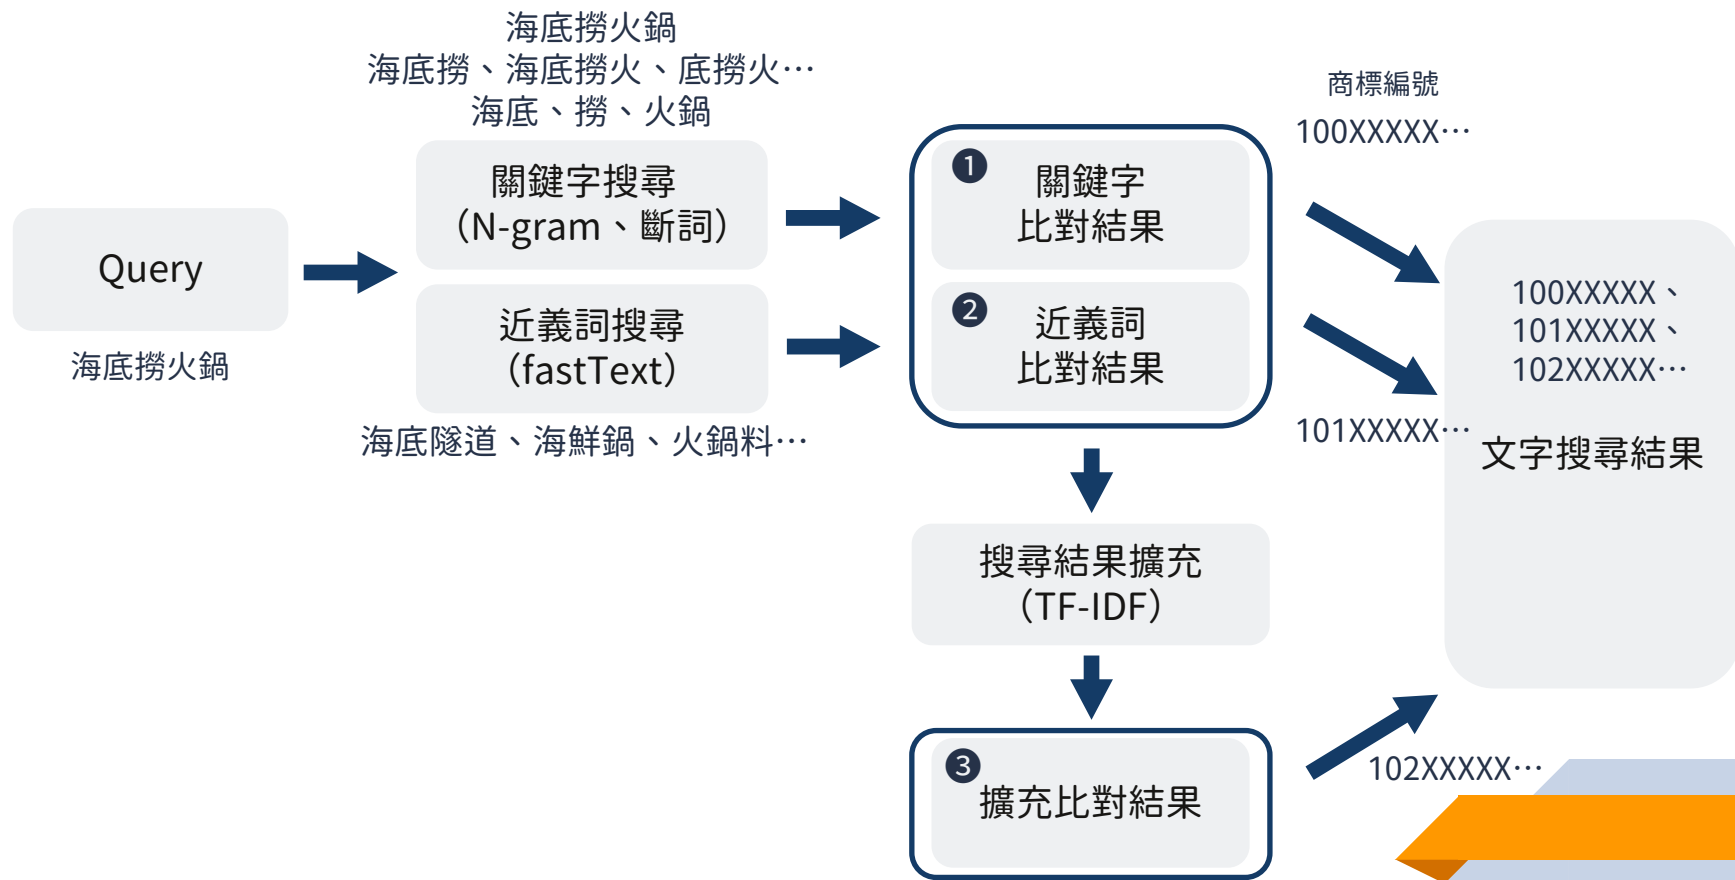 海底撈火鍋
海底撈、海底撈火、底撈火…
海底、撈、火鍋
Query
海底撈火鍋
關鍵字搜尋
（N-gram、斷詞）
近義詞搜尋
（fastText）
海底隧道、海鮮鍋、火鍋料…
❶
關鍵字
比對結果
❷
近義詞
比對結果
搜尋結果擴充
（TF-IDF）
❸
擴充比對結果
商標編號
100XXXXX…
101XXXXX…
102XXXXX…
100XXXXX、
101XXXXX、
102XXXXX…
文字搜尋結果